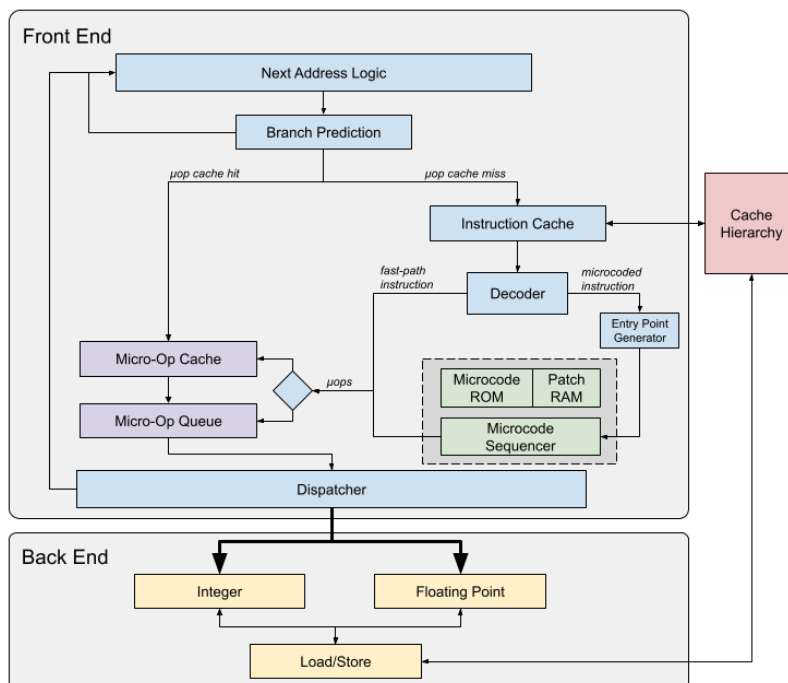 Front End
Next Address Logic
Branch Prediction
μop cache hit
μop cache miss
Instruction Cache
Cache
Hierarchy
fast-path
instruction
Decoder
microcoded
instruction
Entry Point
Generator
Micro-Op Cache
μops
Microcode
ROM
Patch
RAM
Micro-Op Queue
Microcode
Sequencer
Dispatcher
Back End
Integer
Floating Point
Load/Store